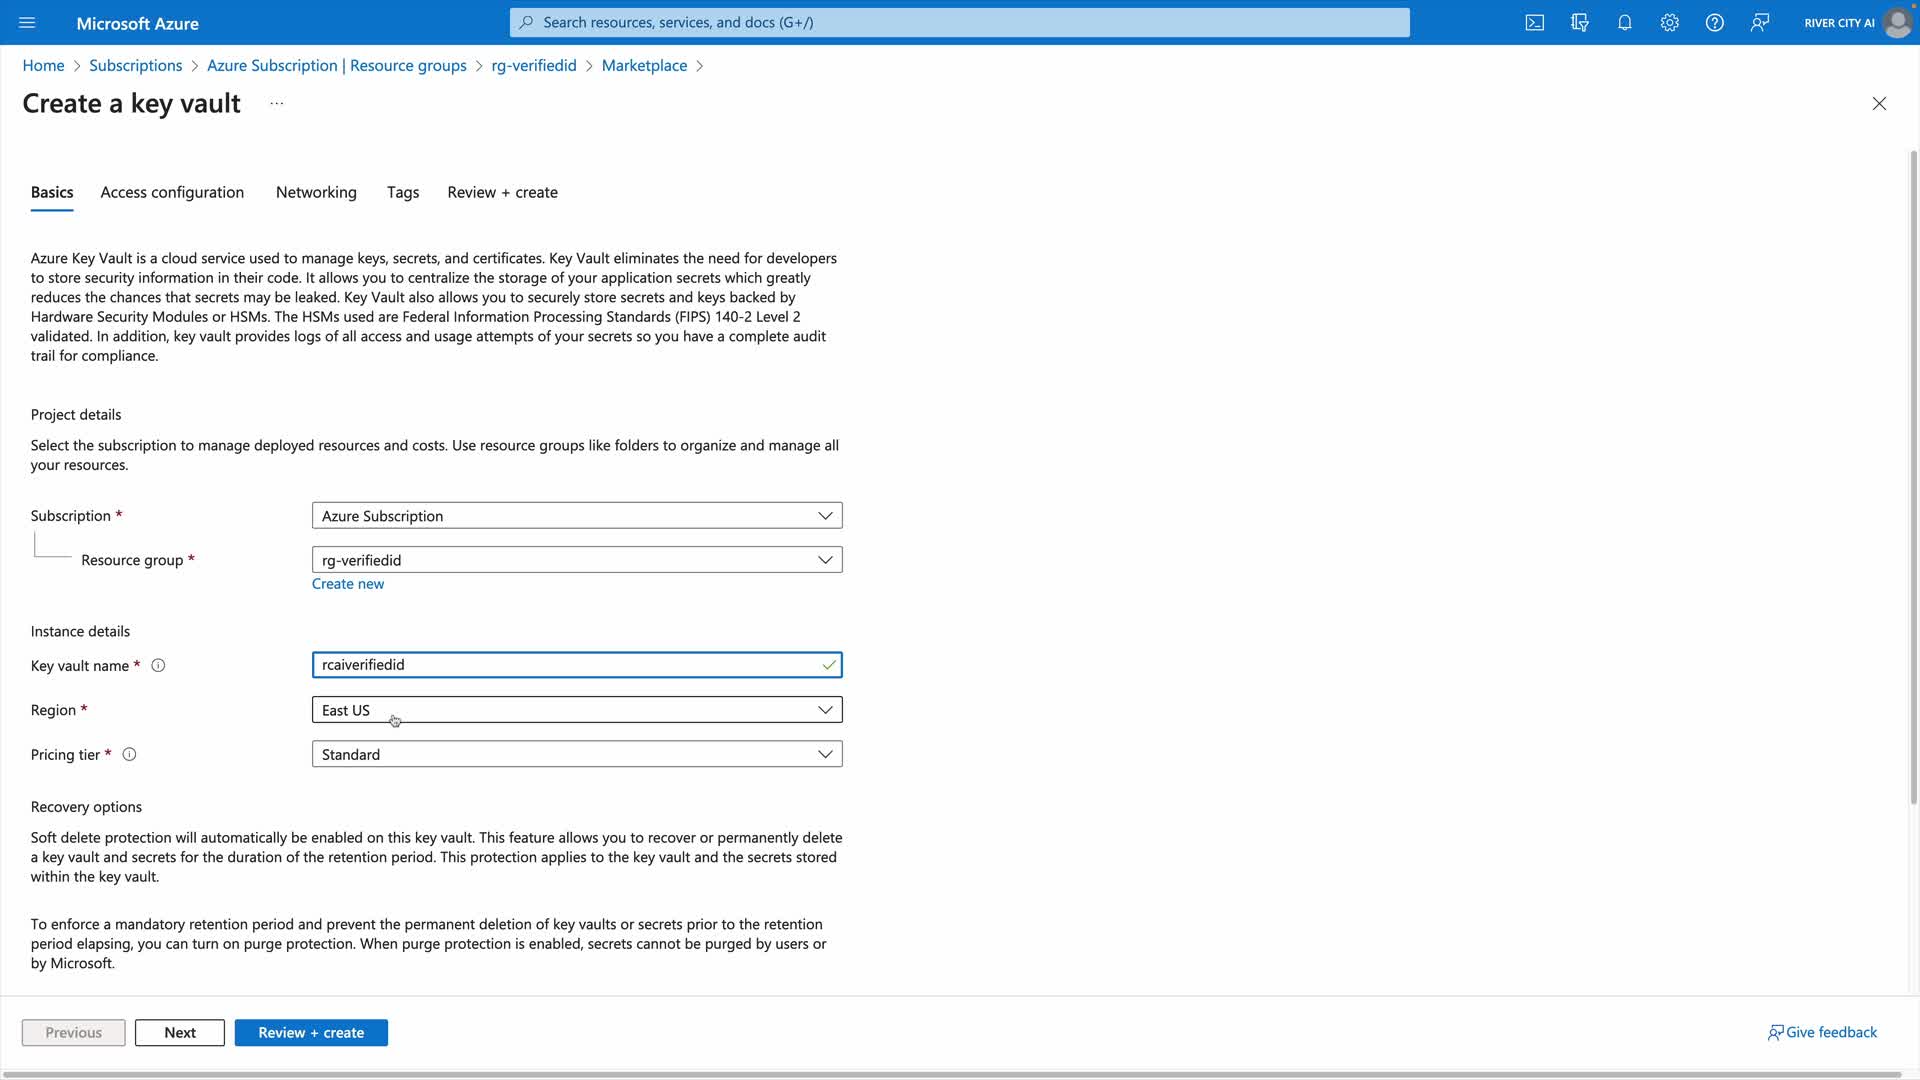 Microsoft Azure
Search resources, services, and docs (G+/)
RIVER CITY AI
Home > Subscriptions > Azure Subscription | Resource groups > rg-verifiedid > Marketplace >
Create a key vault ...
Basics Access configuration Networking Tags Review + create
Azure Key Vault is a cloud service used to manage keys, secrets, and certificates. Key Vault eliminates the need for developers
to store security information in their code. It allows you to centralize the storage of your application secrets which greatly
reduces the chances that secrets may be leaked. Key Vault also allows you to securely store secrets and keys backed by
Hardware Security Modules or HSMs. The HSMs used are Federal Information Processing Standards (FIPS) 140-2 Level 2
validated. In addition, key vault provides logs of all access and usage attempts of your secrets so you have a complete audit
trail for compliance.
Project details
Select the subscription to manage deployed resources and costs. Use resource groups like folders to organize and manage all
your resources.
Subscription * Azure Subscription
Resource group * rg-verifiedid
Create new
Instance details
Key vault name * rcaiverifiedid
Region * East US
Pricing tier * Standard
Recovery options
Soft delete protection will automatically be enabled on this key vault. This feature allows you to recover or permanently delete
a key vault and secrets for the duration of the retention period. This protection applies to the key vault and the secrets stored
within the key vault.
To enforce a mandatory retention period and prevent the permanent deletion of key vaults or secrets prior to the retention
period elapsing, you can turn on purge protection. When purge protection is enabled, secrets cannot be purged by users or
by Microsoft.
Previous Next Review + create Give feedback